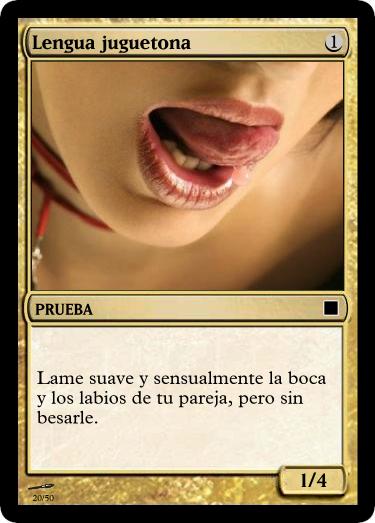 Lengua juguetona 1
PRUEBA
Lame suave y sensualmente la boca
y los labios de tu pareja, pero sin
besarle.
1/4
20/50